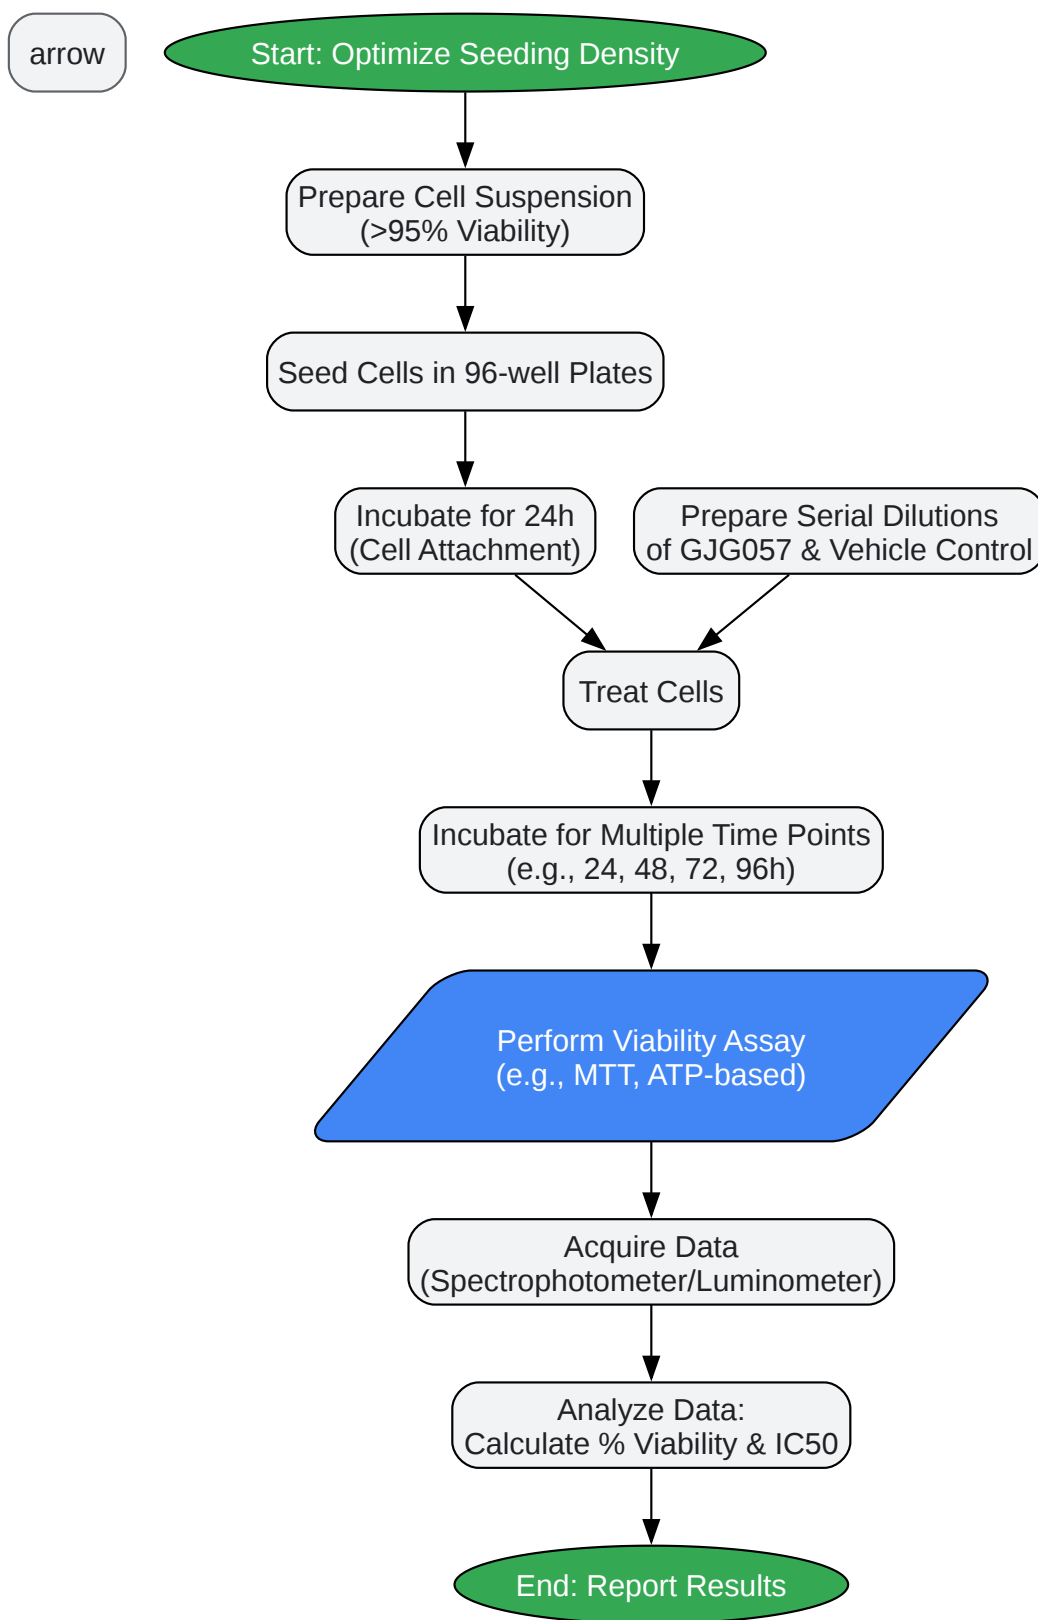 arrow
Start: Optimize Seeding Density
Prepare Cell Suspension
(>95% Viability)
Seed Cells in 96-well Plates
Incubate for 24h
(Cell Attachment)
Prepare Serial Dilutions
of GJG057 & Vehicle Control
Treat Cells
Incubate for Multiple Time Points
(e.g., 24, 48, 72, 96h)
Perform Viability Assay
(e.g., MTT, ATP-based)
Acquire Data
(Spectrophotometer/Luminometer)
Analyze Data:
Calculate % Viability & IC50
End: Report Results